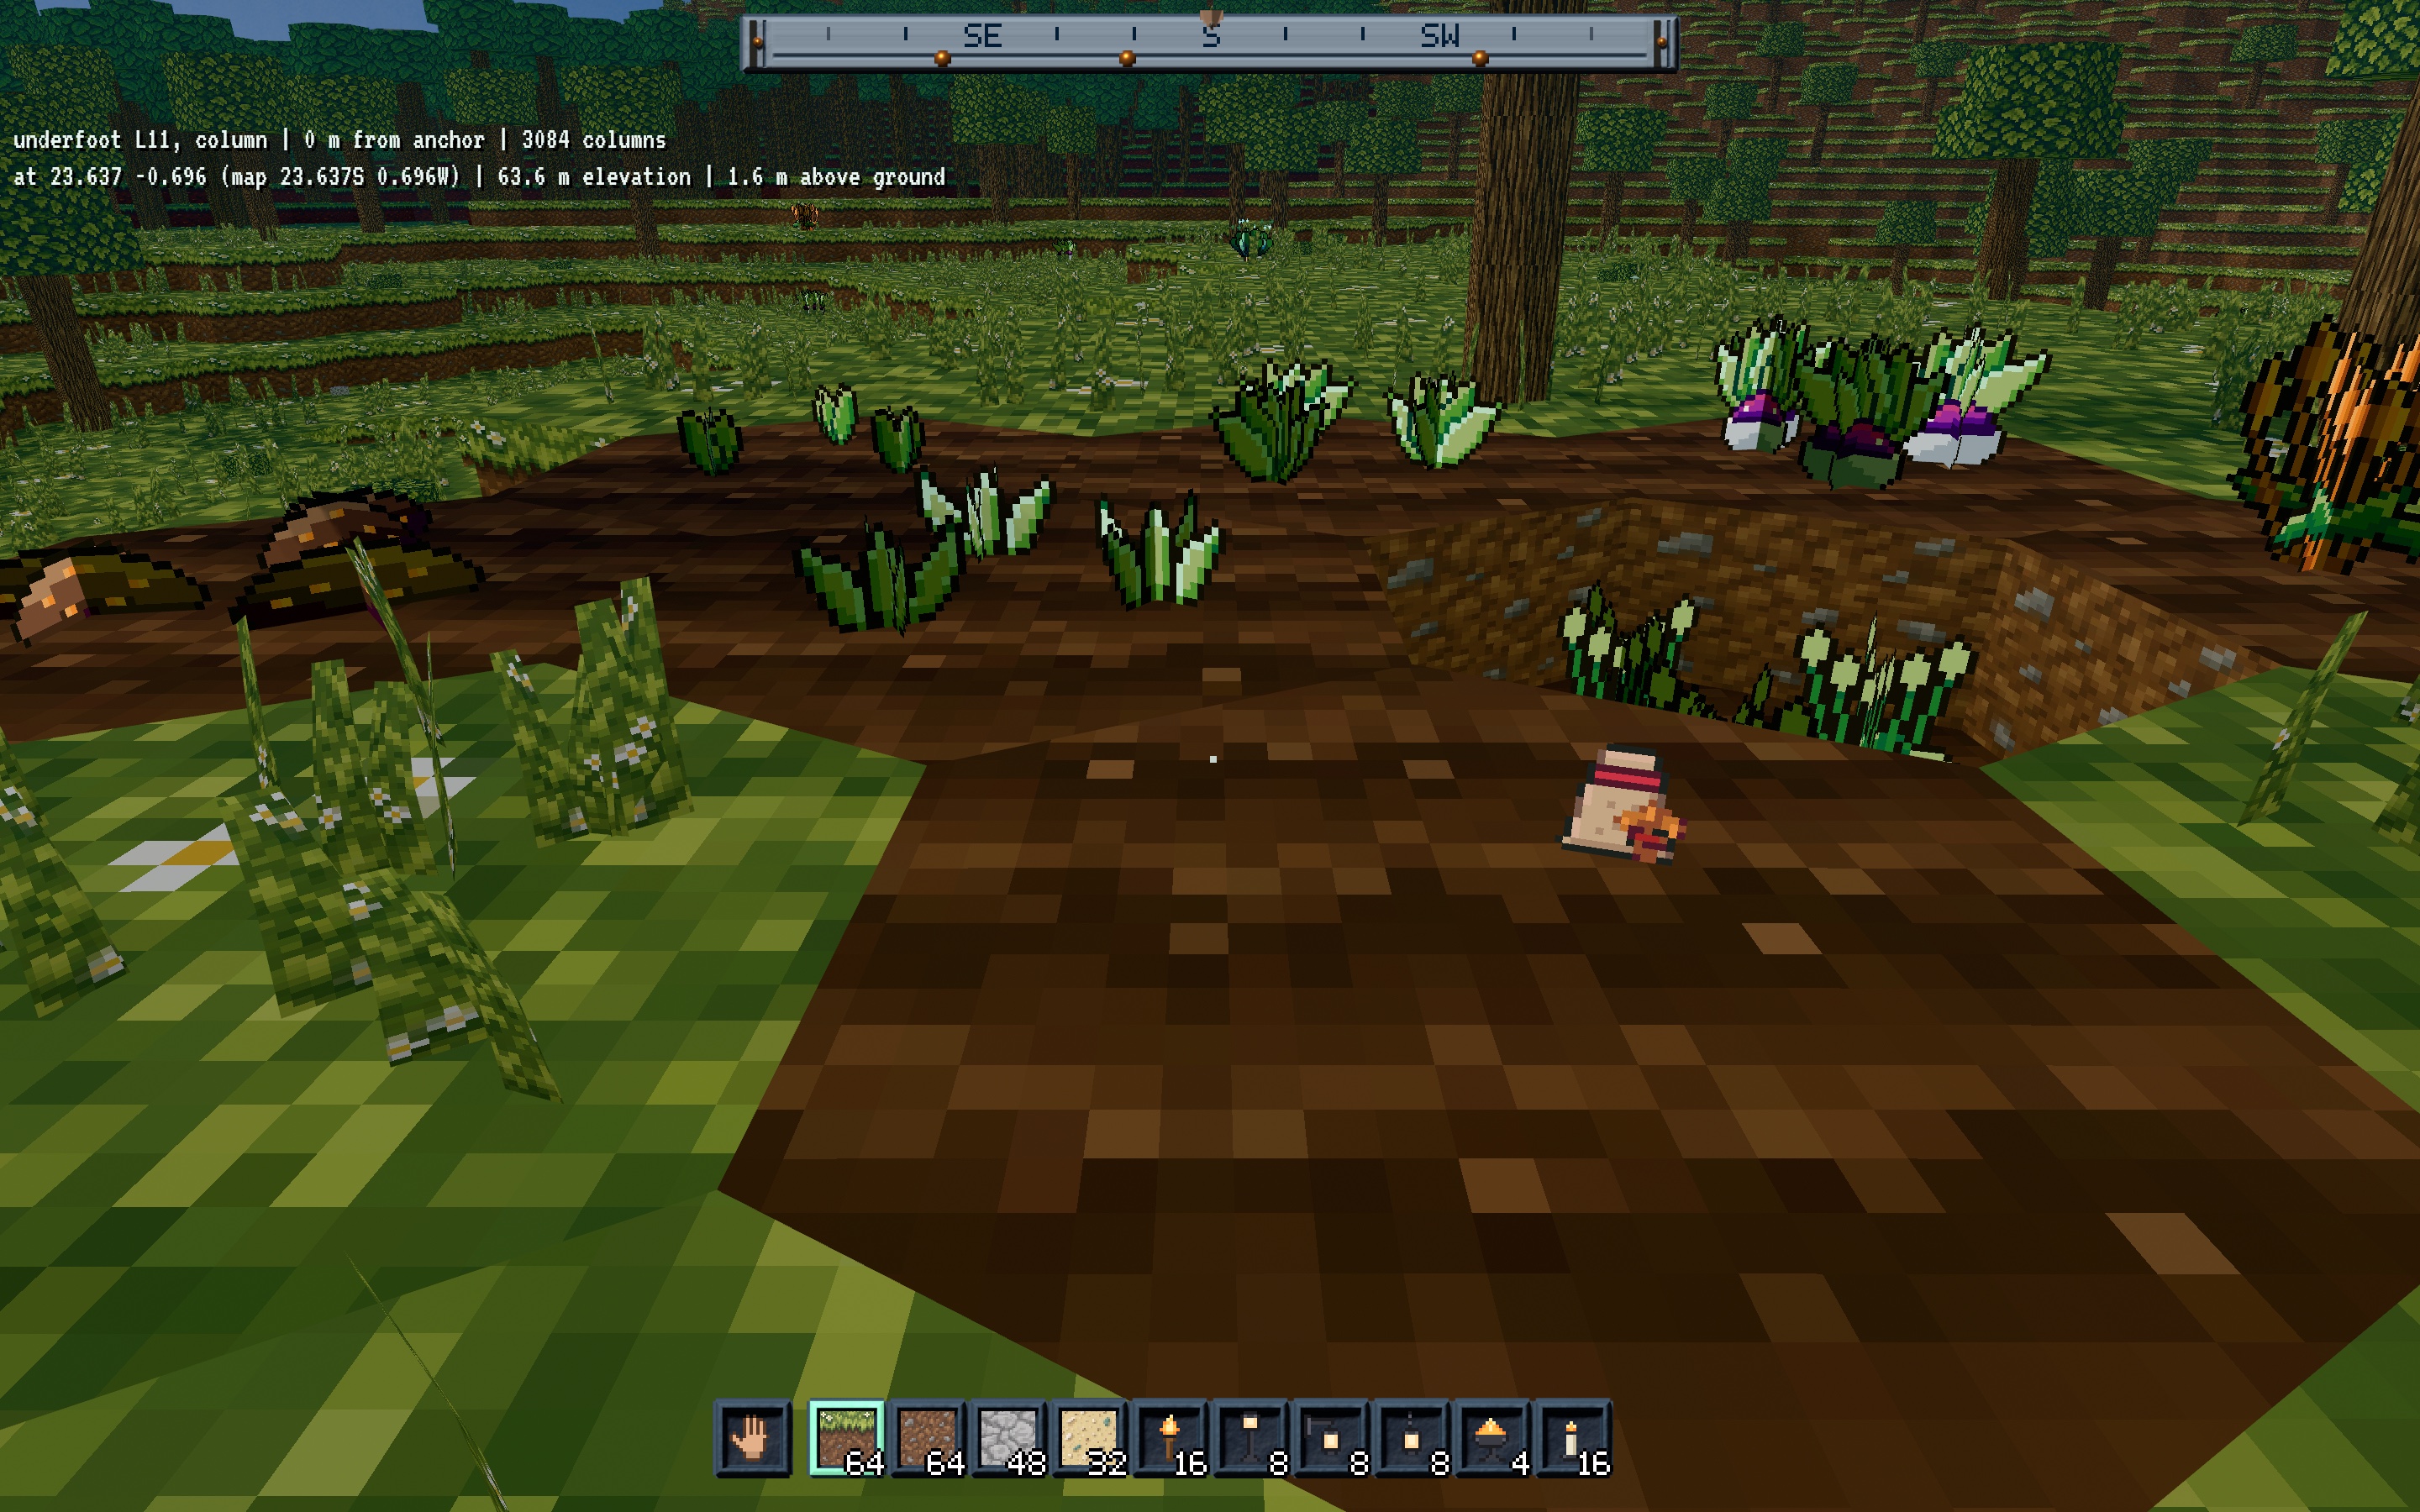 SE S SW
underfoot L11, column | 0 m from anchor | 3084 columns
at 23.637 -0.696 (map 23.637S 0.696W) | 63.6 m elevation | 1.6 m above ground
64 64 48 32 16 8 8 8 4 16